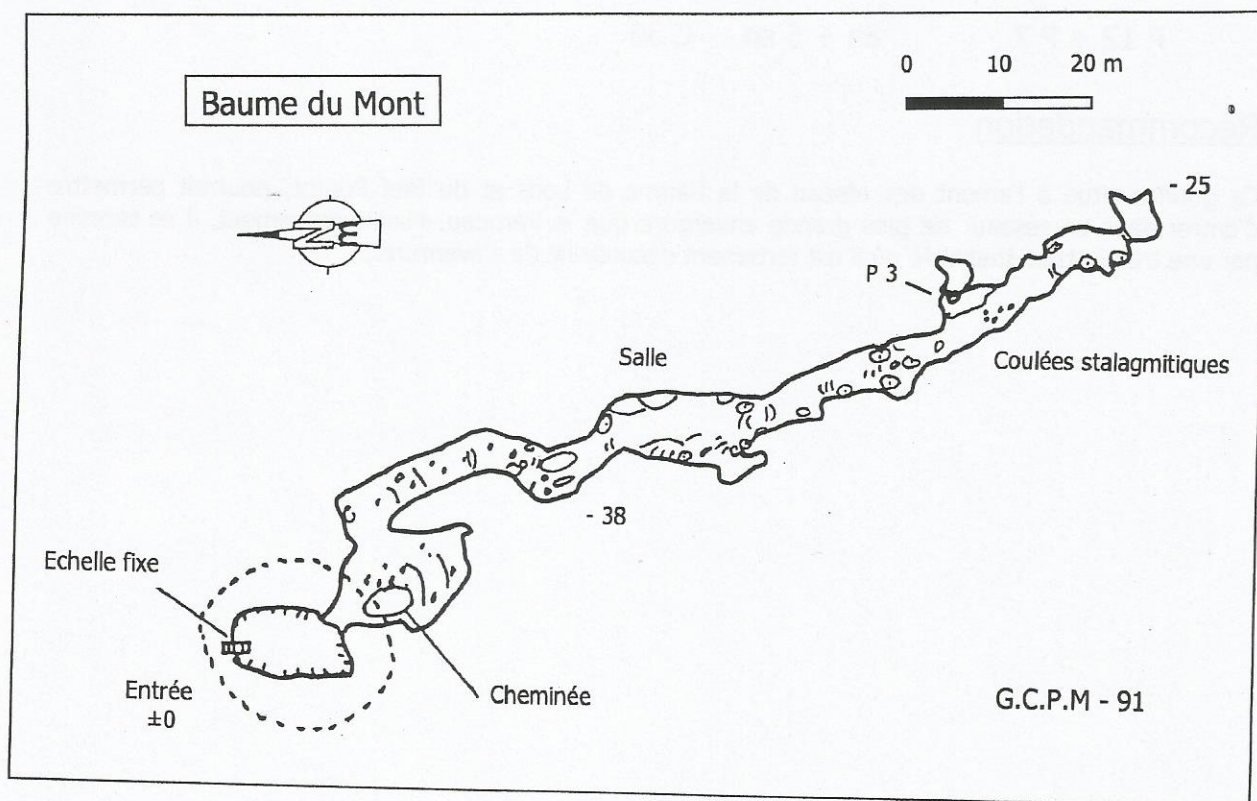 Baume du Mont
0 10 20 m
N
- 25
P 3
Salle
Coulées stalagmitiques
- 38
Echelle fixe
Entrée
±0
Cheminée
G.C.P.M - 91